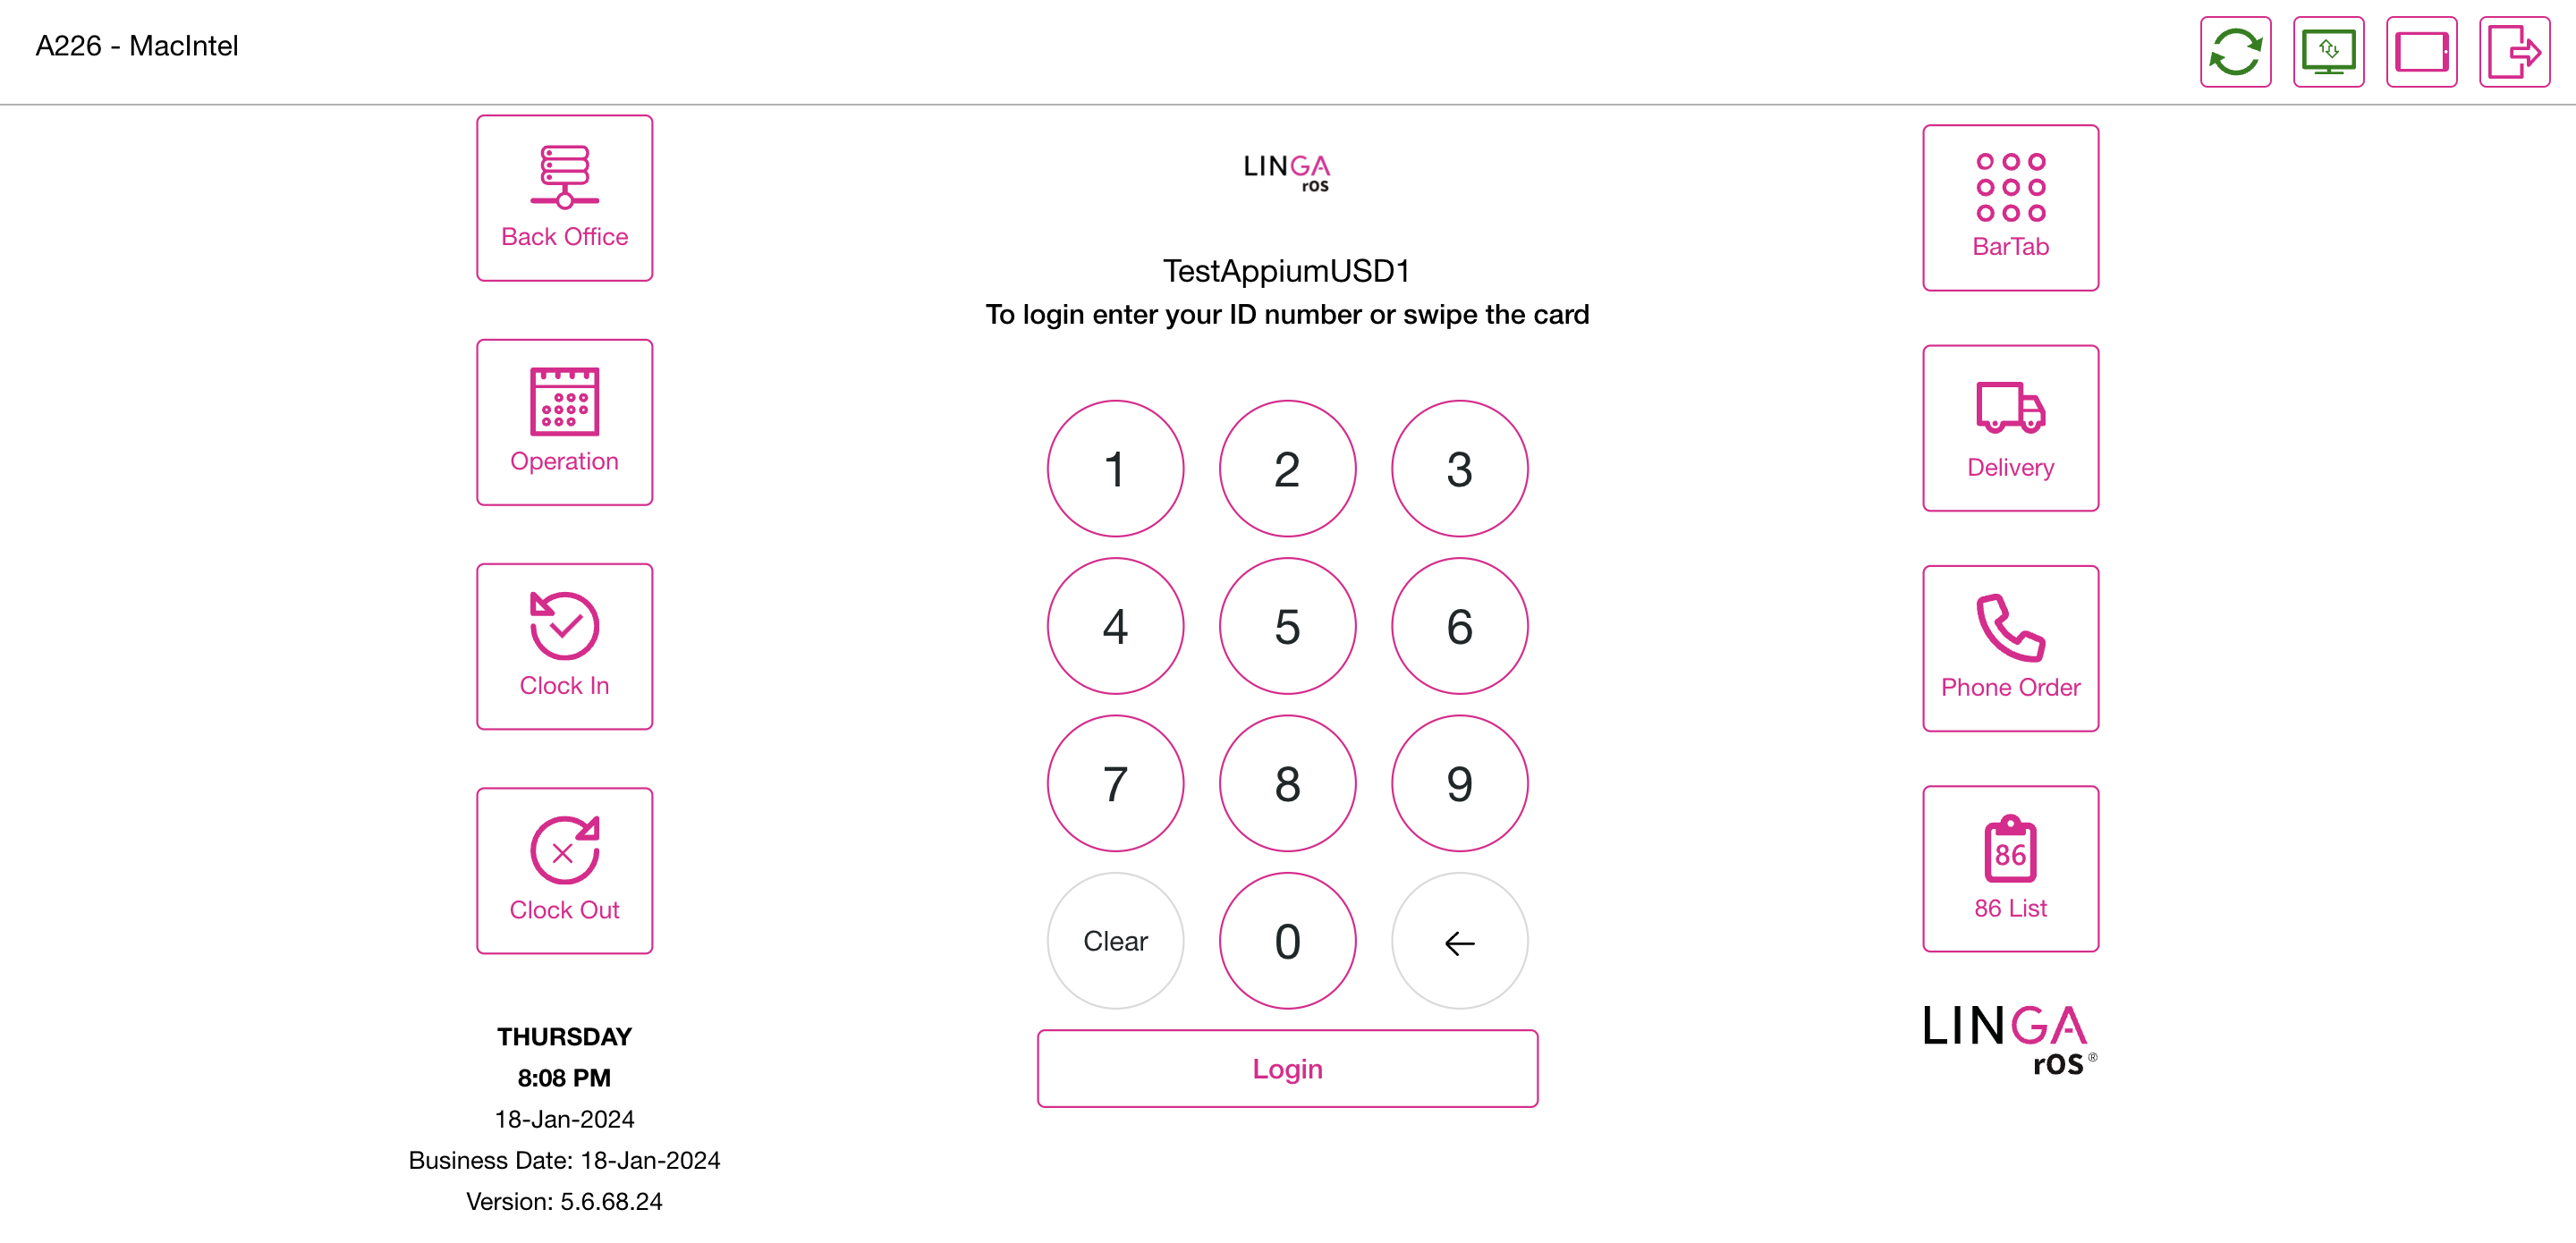 A226 - MacIntel
Back Office
Operation
Clock In
Clock Out
THURSDAY
8:08 PM
18-Jan-2024
Business Date: 18-Jan-2024
Version: 5.6.68.24
LINGA
rOS
TestAppiumUSD1
To login enter your ID number or swipe the card
1 2 3
4 5 6
7 8 9
Clear 0 ←
Login
BarTab
Delivery
Phone Order
86
86 List
LINGA
rOS ®